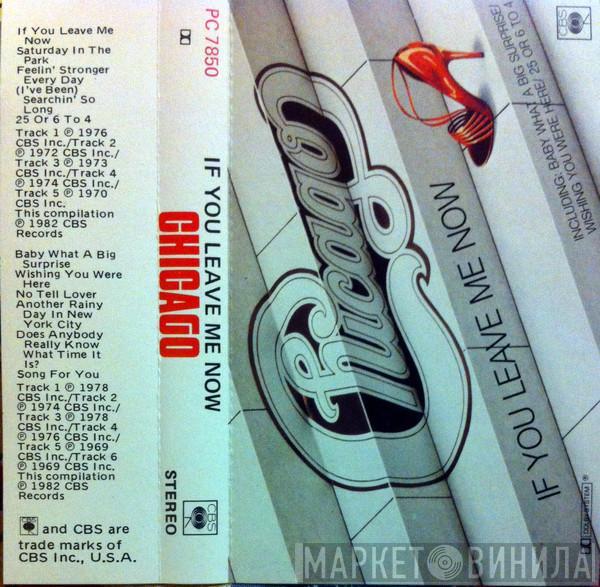 If You Leave Me
Now
Saturday In The
Park
Feelin' Stronger
Every Day
(I've Been)
Searchin' So
Long
25 Or 6 To 4
Track 1 ℗ 1976
CBS Inc./Track 2
℗ 1972 CBS Inc./
Track 3 ℗ 1973
CBS Inc./Track 4
℗ 1974 CBS Inc./
Track 5 ℗ 1970
CBS Inc.
This compilation
℗ 1982 CBS
Records
Baby What A Big
Surprise
Wishing You Were
Here
No Tell Lover
Another Rainy
Day In New
York City
Does Anybody
Really Know
What Time It
Is?
Song For You
Track 1 ℗ 1978
CBS Inc./Track 2
℗ 1974 CBS Inc./
Track 3 ℗ 1978
CBS Inc./Track 4
℗ 1976 CBS Inc./
Track 5 ℗ 1969
CBS Inc./Track 6
℗ 1969 CBS Inc.
This compilation
℗ 1982 CBS
Records
and CBS are
trade marks of
CBS Inc., U.S.A.
PC 7850
IF YOU LEAVE ME NOW
CHICAGO
STEREO
CBS
Chicago
IF YOU LEAVE ME NOW
INCLUDING: BABY WHAT A BIG SURPRISE/
WISHING YOU WERE HERE/ 25 OR 6 TO 4
CBS
DOLBY SYSTEM®
МАРКЕТ ВИНИЛА